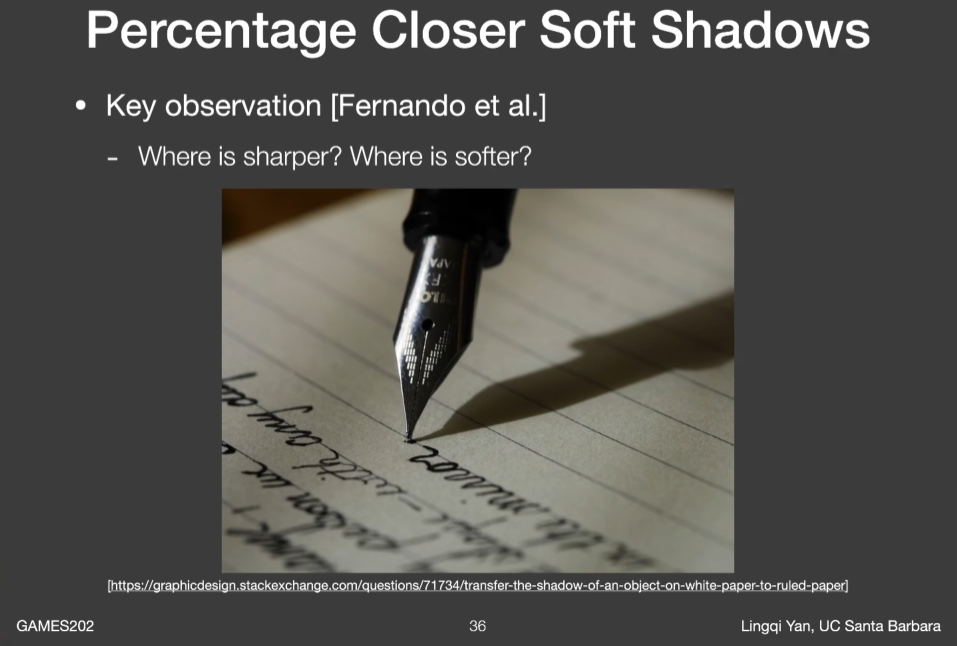 Percentage Closer Soft Shadows
• Key observation [Fernando et al.]
- Where is sharper? Where is softer?
[https://graphicdesign.stackexchange.com/questions/71734/transfer-the-shadow-of-an-object-on-white-paper-to-ruled-paper]
GAMES202
36
Lingqi Yan, UC Santa Barbara